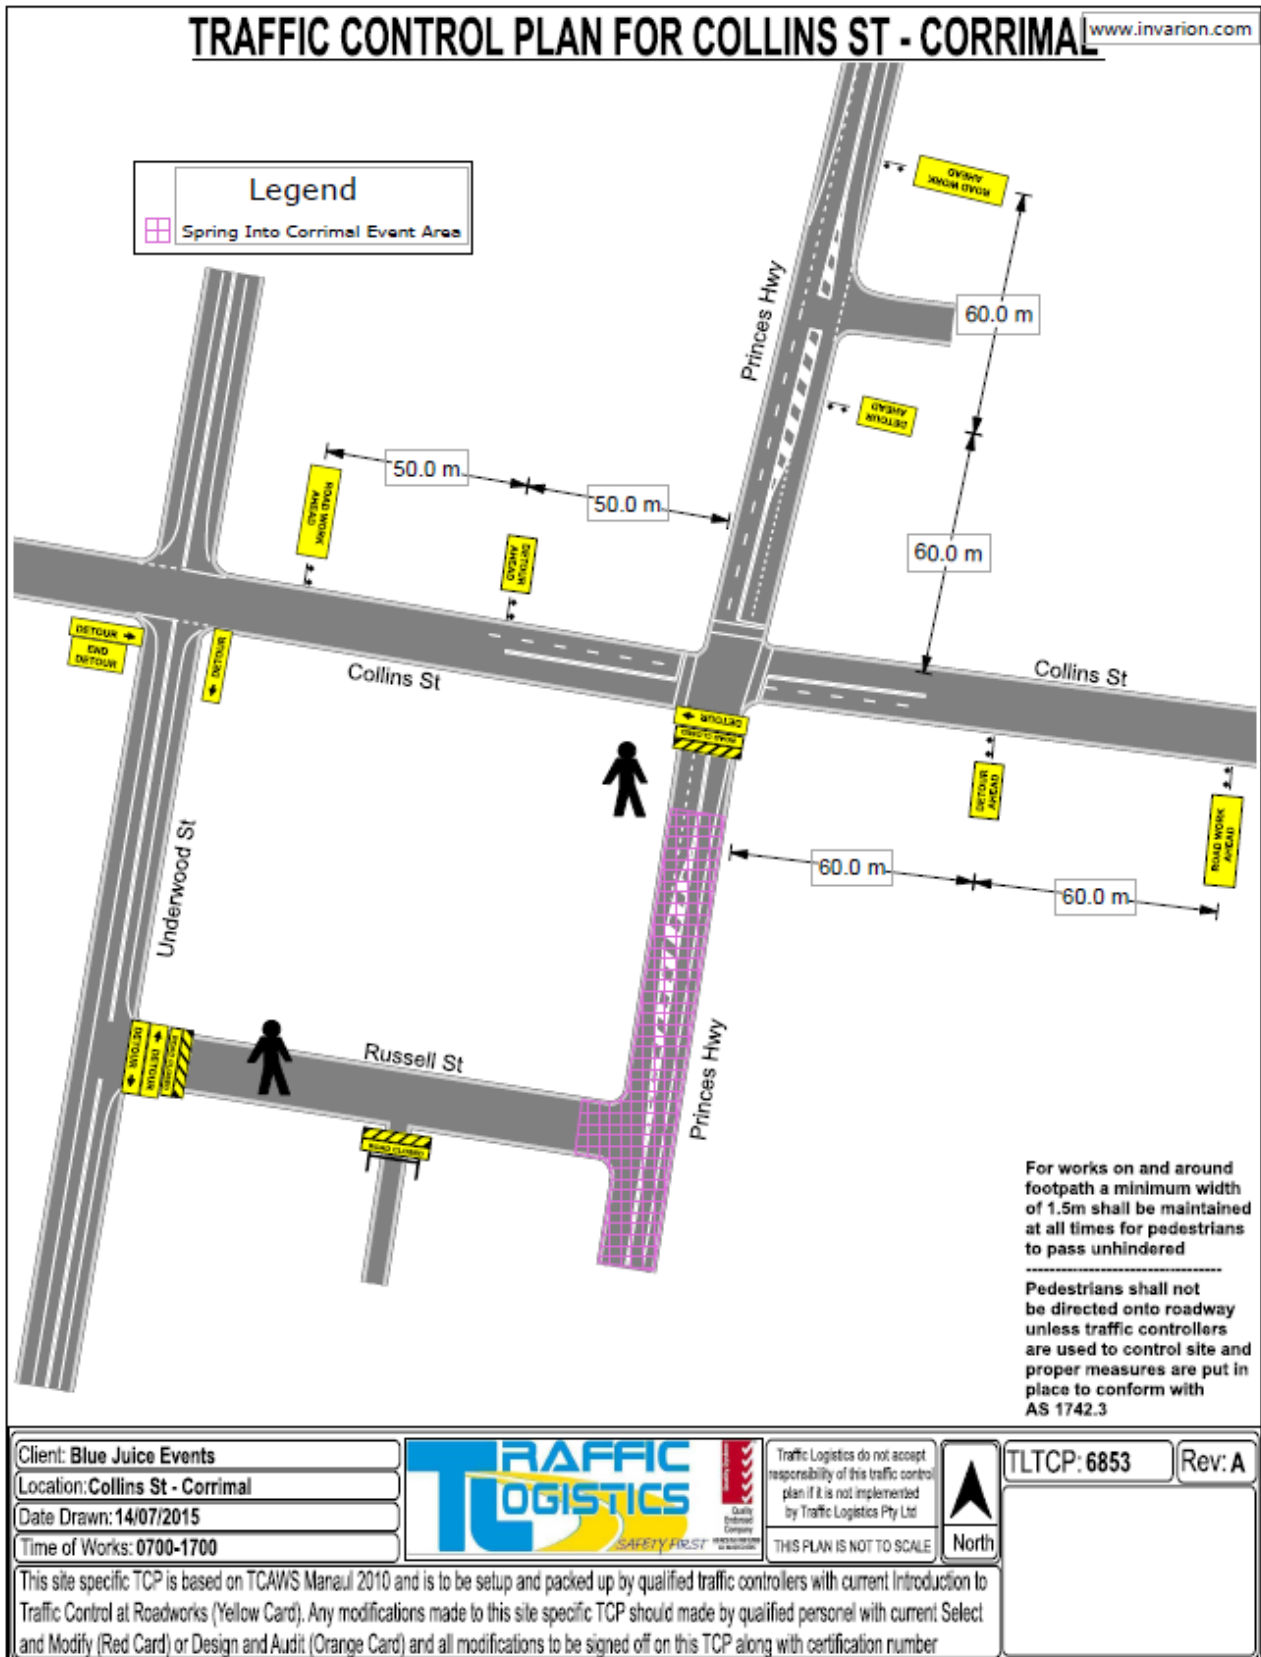 TRAFFIC CONTROL PLAN FOR COLLINS ST - CORRIMAL
www.invarion.com
Legend
Spring Into Corrimal Event Area
ROAD WORK
AHEAD
Princes Hwy
60.0 m
DETOUR
AHEAD
50.0 m
50.0 m
ROAD WORK
AHEAD
DETOUR
AHEAD
60.0 m
DETOUR
END
DETOUR
DETOUR
Collins St
Collins St
DETOUR
ROAD CLOSED
DETOUR
AHEAD
ROAD WORK
AHEAD
60.0 m
60.0 m
Underwood St
Princes Hwy
DETOUR
DETOUR
ROAD CLOSED
Russell St
ROAD CLOSED
For works on and around
footpath a minimum width
of 1.5m shall be maintained
at all times for pedestrians
to pass unhindered
--------------------------------
Pedestrians shall not
be directed onto roadway
unless traffic controllers
are used to control site and
proper measures are put in
place to conform with
AS 1742.3
Client: Blue Juice Events
Location: Collins St - Corrimal
Date Drawn: 14/07/2015
Time of Works: 0700-1700
TRAFFIC
LOGISTICS
SAFETY FIRST
Quality System
Quality
Endorsed
Company
Traffic Logistics do not accept
responsibility of this traffic control
plan if it is not implemented
by Traffic Logistics Pty Ltd
THIS PLAN IS NOT TO SCALE
North
TLTCP: 6853
Rev: A
This site specific TCP is based on TCAWS Manaul 2010 and is to be setup and packed up by qualified traffic controllers with current Introduction to
Traffic Control at Roadworks (Yellow Card). Any modifications made to this site specific TCP should made by qualified personel with current Select
and Modify (Red Card) or Design and Audit (Orange Card) and all modifications to be signed off on this TCP along with certification number